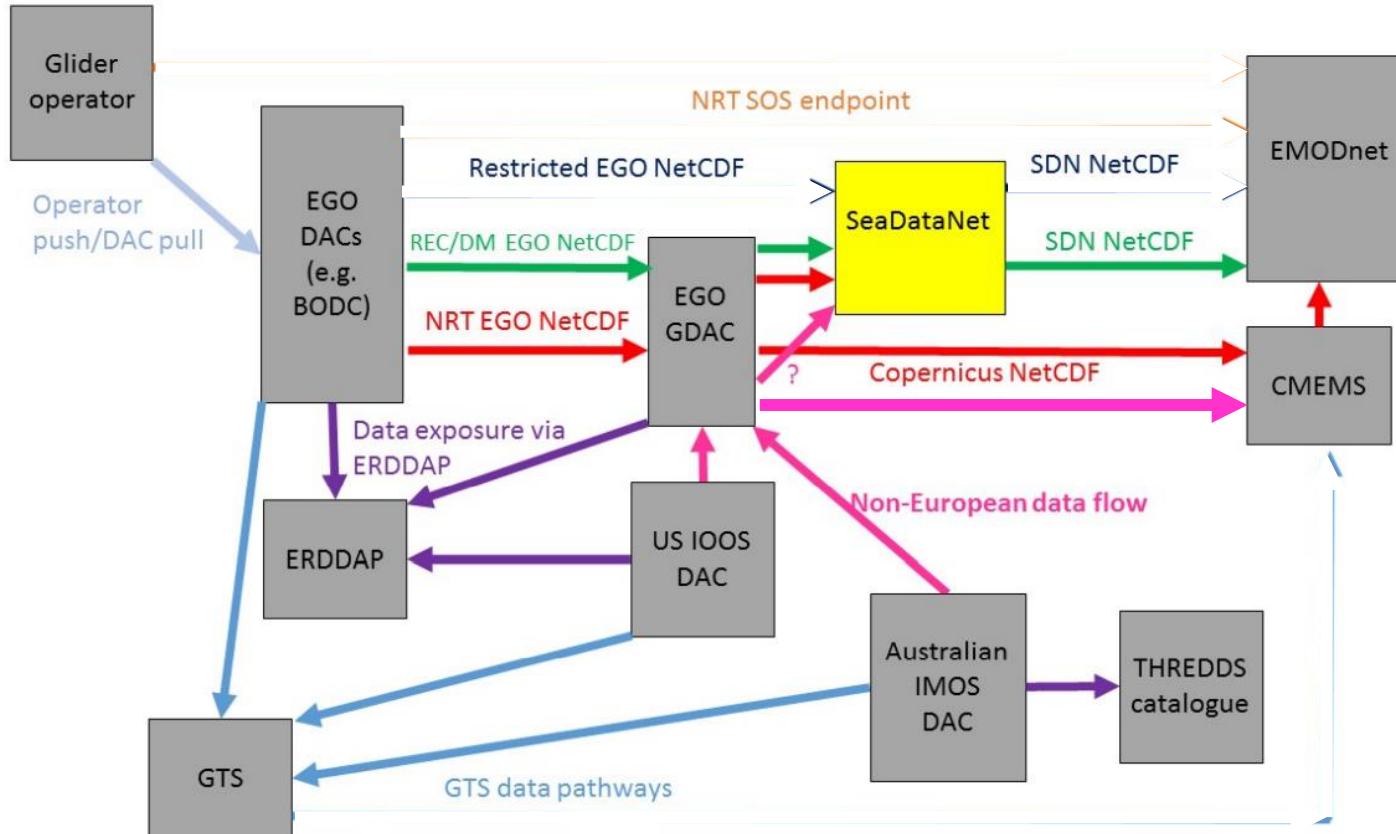 Glider
operator
NRT SOS endpoint
EMODnet
Operator
push/DAC pull
EGO
DACs
(e.g.
BODC)
Restricted EGO NetCDF
SDN NetCDF
SeaDataNet
REC/DM EGO NetCDF
SDN NetCDF
EGO
GDAC
NRT EGO NetCDF
?
Copernicus NetCDF
CMEMS
Data exposure via
ERDDAP
Non-European data flow
ERDDAP
US IOOS
DAC
Australian
IMOS
DAC
THREDDS
catalogue
GTS
GTS data pathways